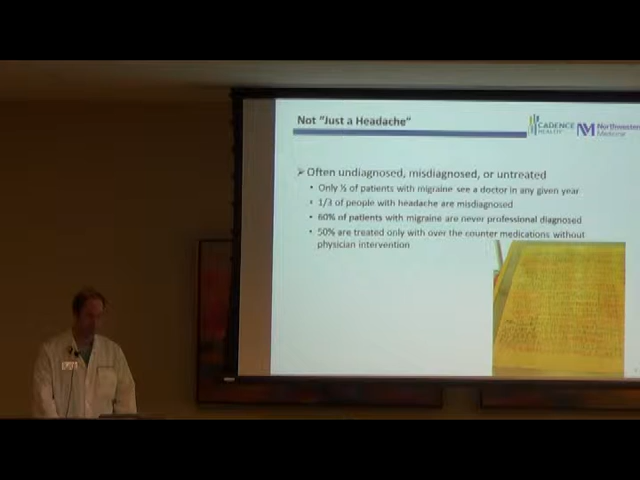 Not "Just a Headache"
CADENCE
HEALTH
Northwestern
Medicine
Often undiagnosed, misdiagnosed, or untreated
• Only ½ of patients with migraine see a doctor in any given year
• 1/3 of people with headache are misdiagnosed
• 60% of patients with migraine are never professional diagnosed
• 50% are treated only with over the counter medications without
physician intervention